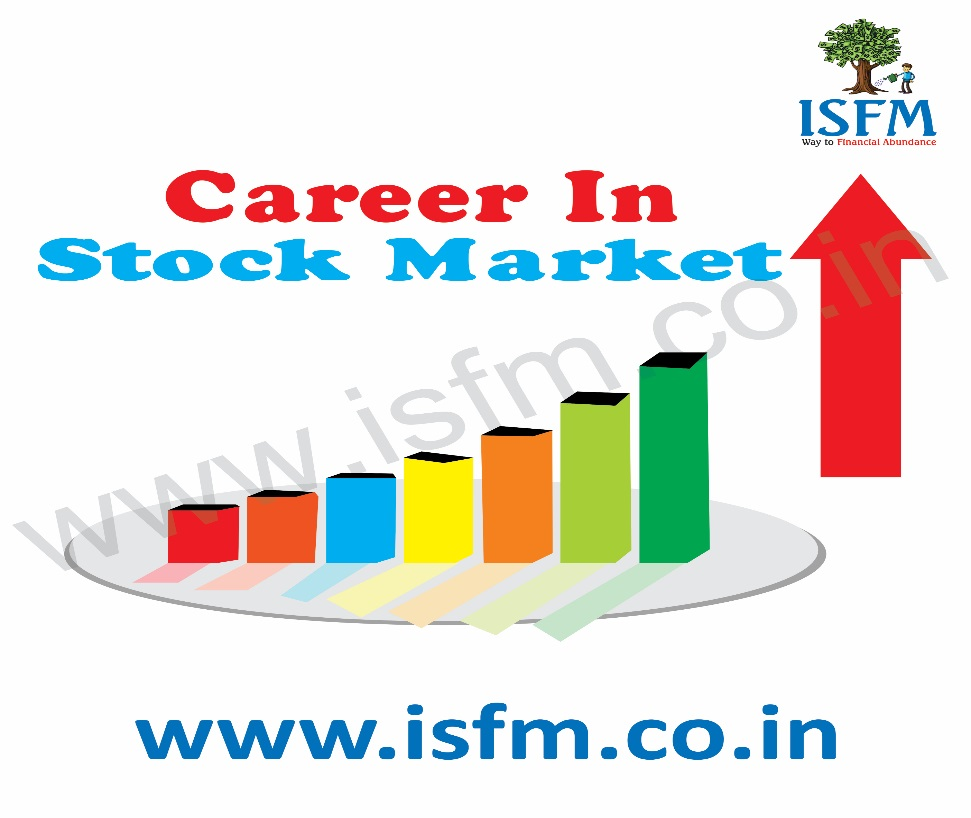 ISFM
Way to Financial Abundance
Career In
Stock Market
www.isfm.co.in
www.isfm.co.in